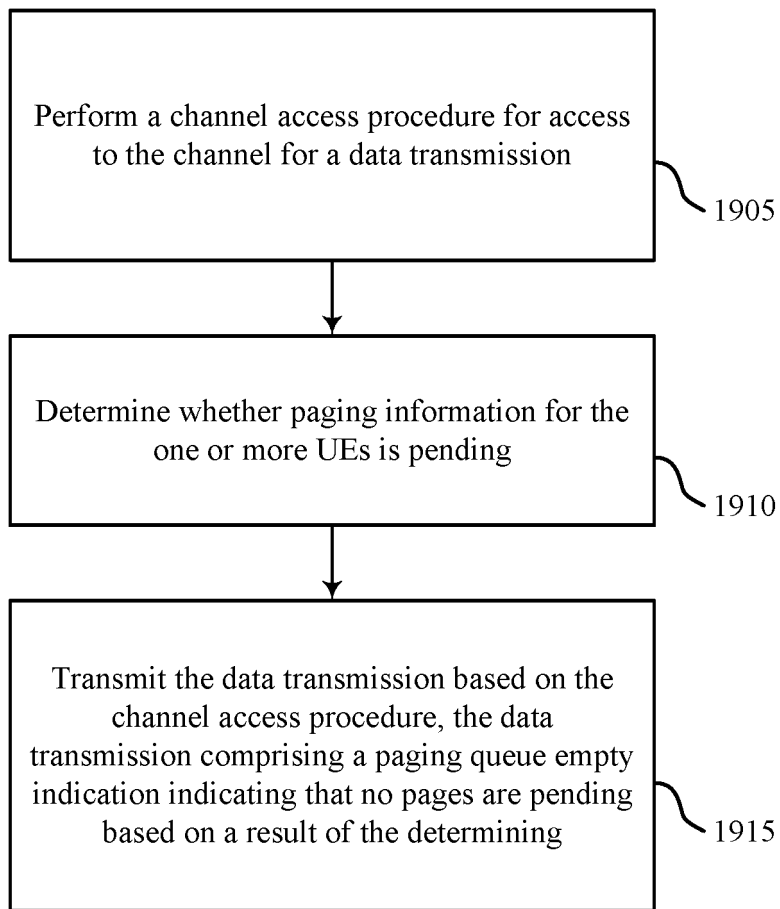 Perform a channel access procedure for access
to the channel for a data transmission
1905
Determine whether paging information for the
one or more UEs is pending
1910
Transmit the data transmission based on the
channel access procedure, the data
transmission comprising a paging queue empty
indication indicating that no pages are pending
based on a result of the determining
1915